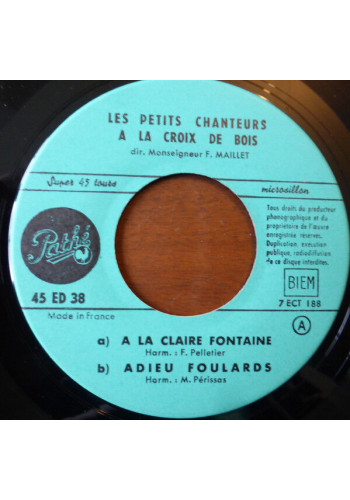 LES PETITS CHANTEURS
A LA CROIX DE BOIS
dir. Monseigneur F. MAILLET
Super 45 tours
microsillon
Pathé
Tous droits du producteur
phonographique et du
propriétaire de l'œuvre
enregistrée réservés.
Duplication, exécution
publique, radiodiffusion
de ce disque interdites.
45 ED 38
BIEM
7 ECT 188
Made in France
A
a) A LA CLAIRE FONTAINE
Harm. : F. Pelletier
b) ADIEU FOULARDS
Harm. : M. Périssas